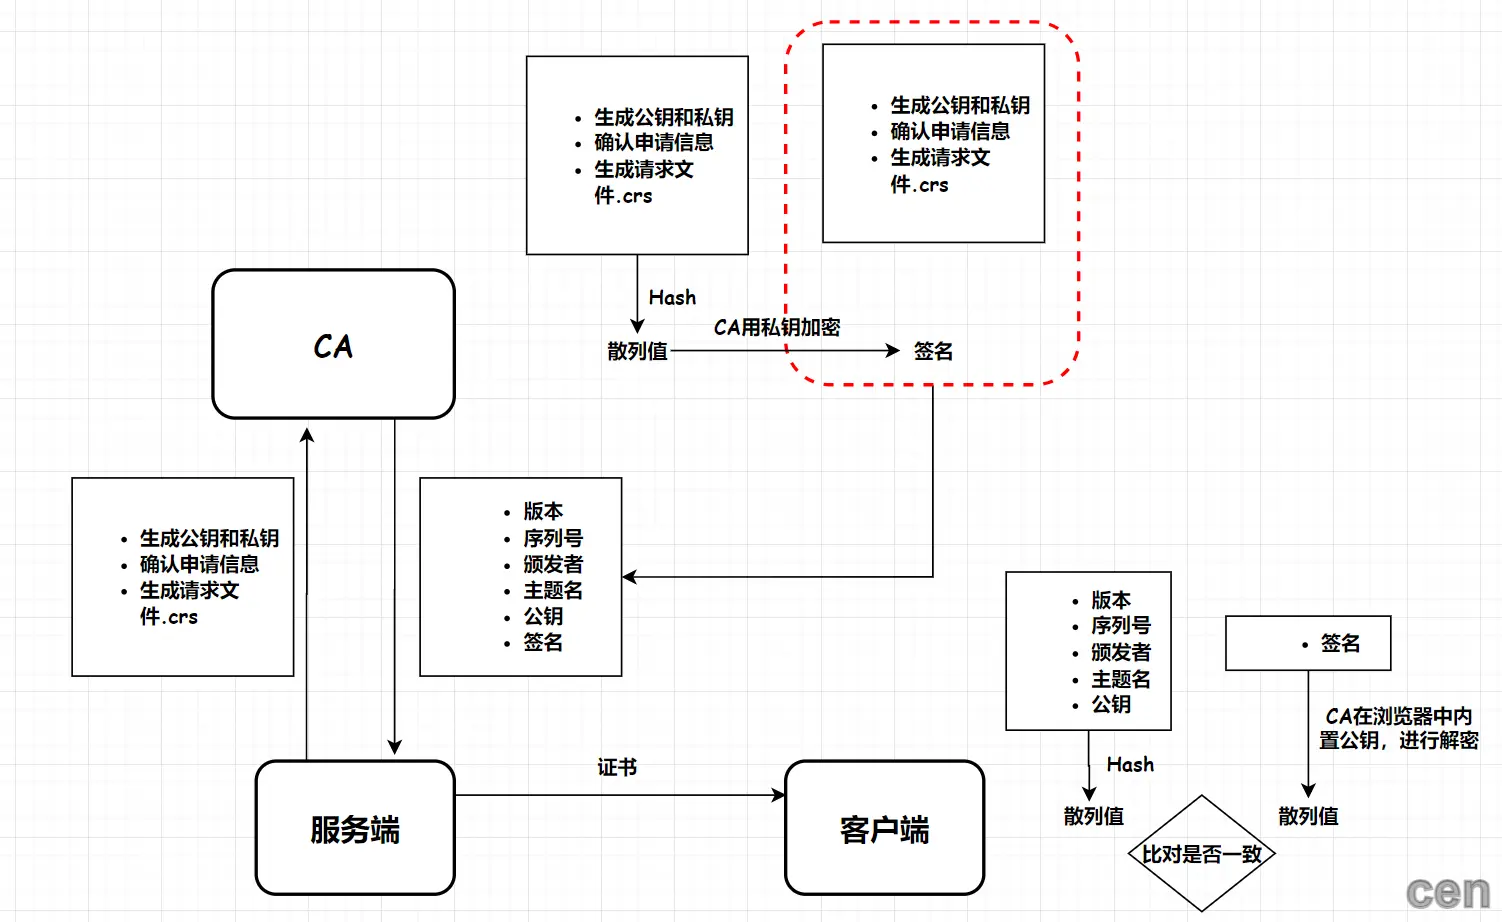 生成公钥和私钥
确认申请信息
生成请求文
件.crs
生成公钥和私钥
确认申请信息
生成请求文
件.crs
Hash
CA用私钥加密
散列值
签名
CA
生成公钥和私钥
确认申请信息
生成请求文
件.crs
版本
序列号
颁发者
主题名
公钥
签名
版本
序列号
颁发者
主题名
公钥
签名
CA在浏览器中内
置公钥，进行解密
Hash
散列值
散列值
比对是否一致
证书
服务端
客户端
cen